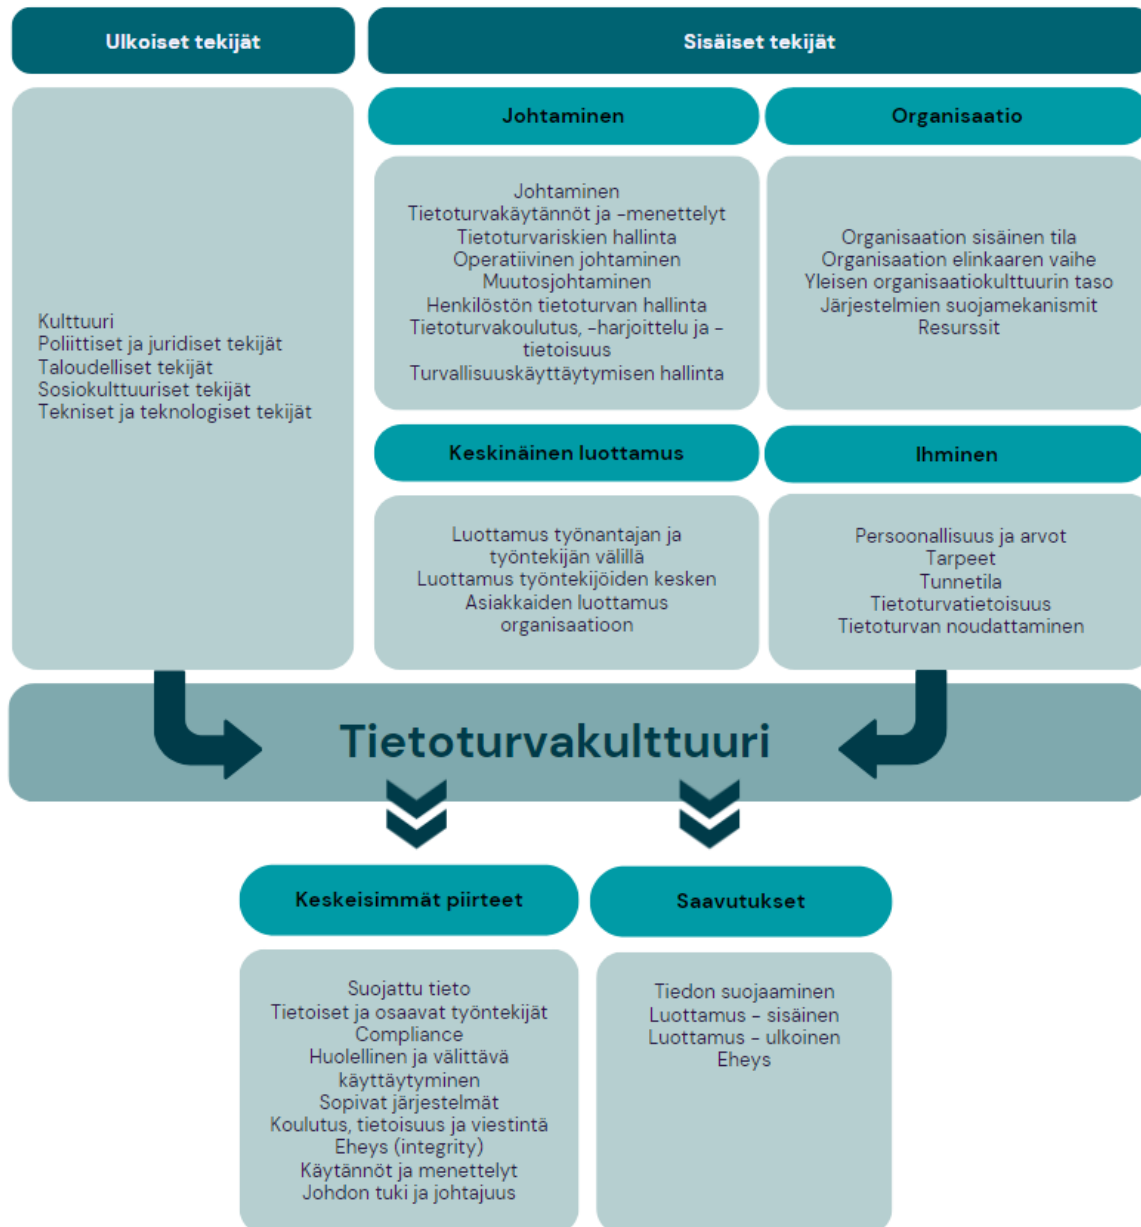 Ulkoiset tekijät
Sisäiset tekijät
Kulttuuri
Poliittiset ja juridiset tekijät
Taloudelliset tekijät
Sosiokulttuuriset tekijät
Tekniset ja teknologiset tekijät
Johtaminen
Johtaminen
Tietoturvakäytännöt ja -menettelyt
Tietoturvariskien hallinta
Operatiivinen johtaminen
Muutosjohtaminen
Henkilöstön tietoturvan hallinta
Tietoturvakoulutus, -harjoittelu ja -
tietoisuus
Turvallisuuskäyttäytymisen hallinta
Organisaatio
Organisaation sisäinen tila
Organisaation elinkaaren vaihe
Yleisen organisaatiokulttuurin taso
Järjestelmien suojamekanismit
Resurssit
Keskinäinen luottamus
Luottamus työnantajan ja
työntekijän välillä
Luottamus työntekijöiden kesken
Asiakkaiden luottamus
organisaatioon
Ihminen
Persoonallisuus ja arvot
Tarpeet
Tunnetila
Tietoturvatietoisuus
Tietoturvan noudattaminen
Tietoturvakulttuuri
Keskeisimmät piirteet
Suojattu tieto
Tietoiset ja osaavat työntekijät
Compliance
Huolellinen ja välittävä
käyttäytyminen
Sopivat järjestelmät
Koulutus, tietoisuus ja viestintä
Eheys (integrity)
Käytännöt ja menettelyt
Johdon tuki ja johtajuus
Saavutukset
Tiedon suojaaminen
Luottamus - sisäinen
Luottamus - ulkoinen
Eheys